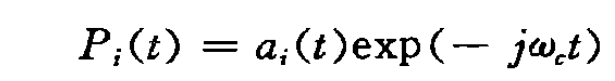 P_i(t) = a_i(t)exp(− jω_c t)